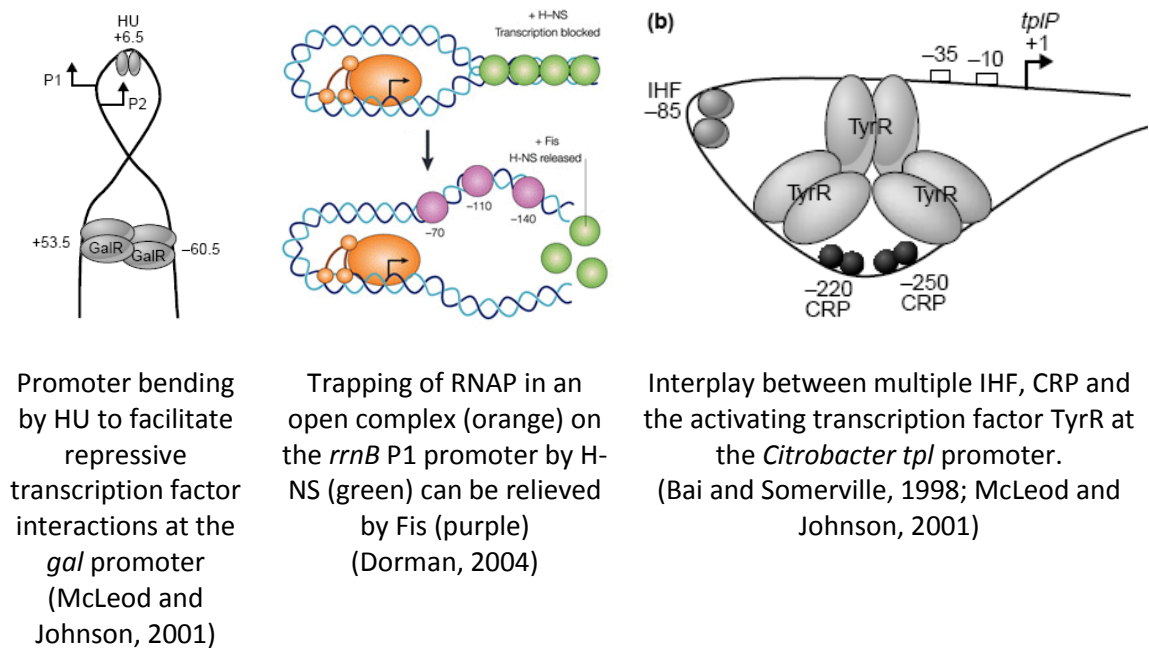 HU
+6.5
P1
P2
+53.5
GalR
GalR
–60.5
+ H–NS
Transcription blocked
+ Fis
H-NS released
–70
–110
–140
(b)
tplP
+1
–35
–10
IHF
–85
TyrR
TyrR
TyrR
–220
CRP
–250
CRP
Promoter bending
by HU to facilitate
repressive
transcription factor
interactions at the
gal promoter
(McLeod and
Johnson, 2001)
Trapping of RNAP in an
open complex (orange) on
the rrnB P1 promoter by H-
NS (green) can be relieved
by Fis (purple)
(Dorman, 2004)
Interplay between multiple IHF, CRP and
the activating transcription factor TyrR at
the Citrobacter tpl promoter.
(Bai and Somerville, 1998; McLeod and
Johnson, 2001)